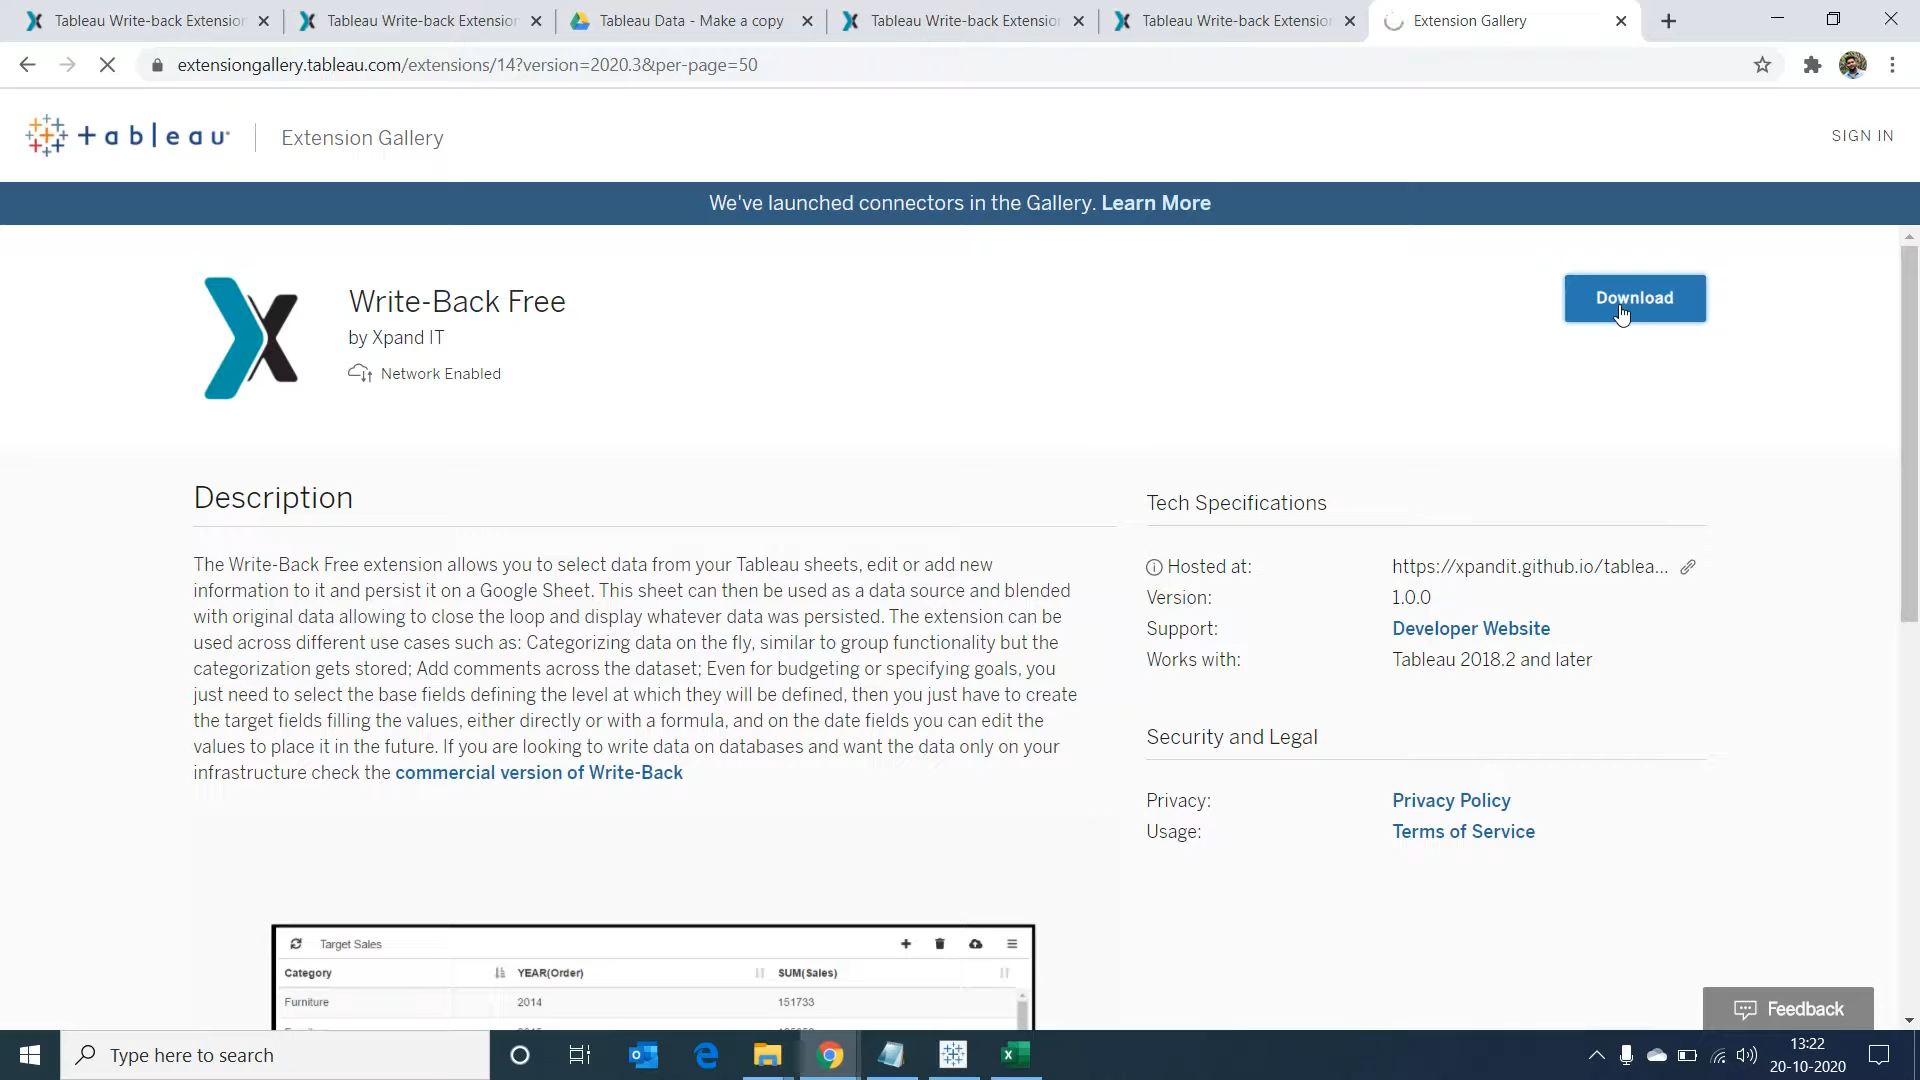 Tableau Write-back Extension
Tableau Write-back Extension
Tableau Data - Make a copy
Tableau Write-back Extension
Tableau Write-back Extension
Extension Gallery
extensiongallery.tableau.com/extensions/14?version=2020.3&per-page=50
tableau
Extension Gallery
SIGN IN
We've launched connectors in the Gallery. Learn More
Write-Back Free
by Xpand IT
Network Enabled
Download
Description
The Write-Back Free extension allows you to select data from your Tableau sheets, edit or add new
information to it and persist it on a Google Sheet. This sheet can then be used as a data source and blended
with original data allowing to close the loop and display whatever data was persisted. The extension can be
used across different use cases such as: Categorizing data on the fly, similar to group functionality but the
categorization gets stored; Add comments across the dataset; Even for budgeting or specifying goals, you
just need to select the base fields defining the level at which they will be defined, then you just have to create
the target fields filling the values, either directly or with a formula, and on the date fields you can edit the
values to place it in the future. If you are looking to write data on databases and want the data only on your
infrastructure check the commercial version of Write-Back
Tech Specifications
Hosted at: https://xpandit.github.io/tablea...
Version: 1.0.0
Support: Developer Website
Works with: Tableau 2018.2 and later
Security and Legal
Privacy: Privacy Policy
Usage: Terms of Service
Target Sales
Category YEAR(Order) SUM(Sales)
Furniture 2014 151733
Feedback
Type here to search
13:22
20-10-2020